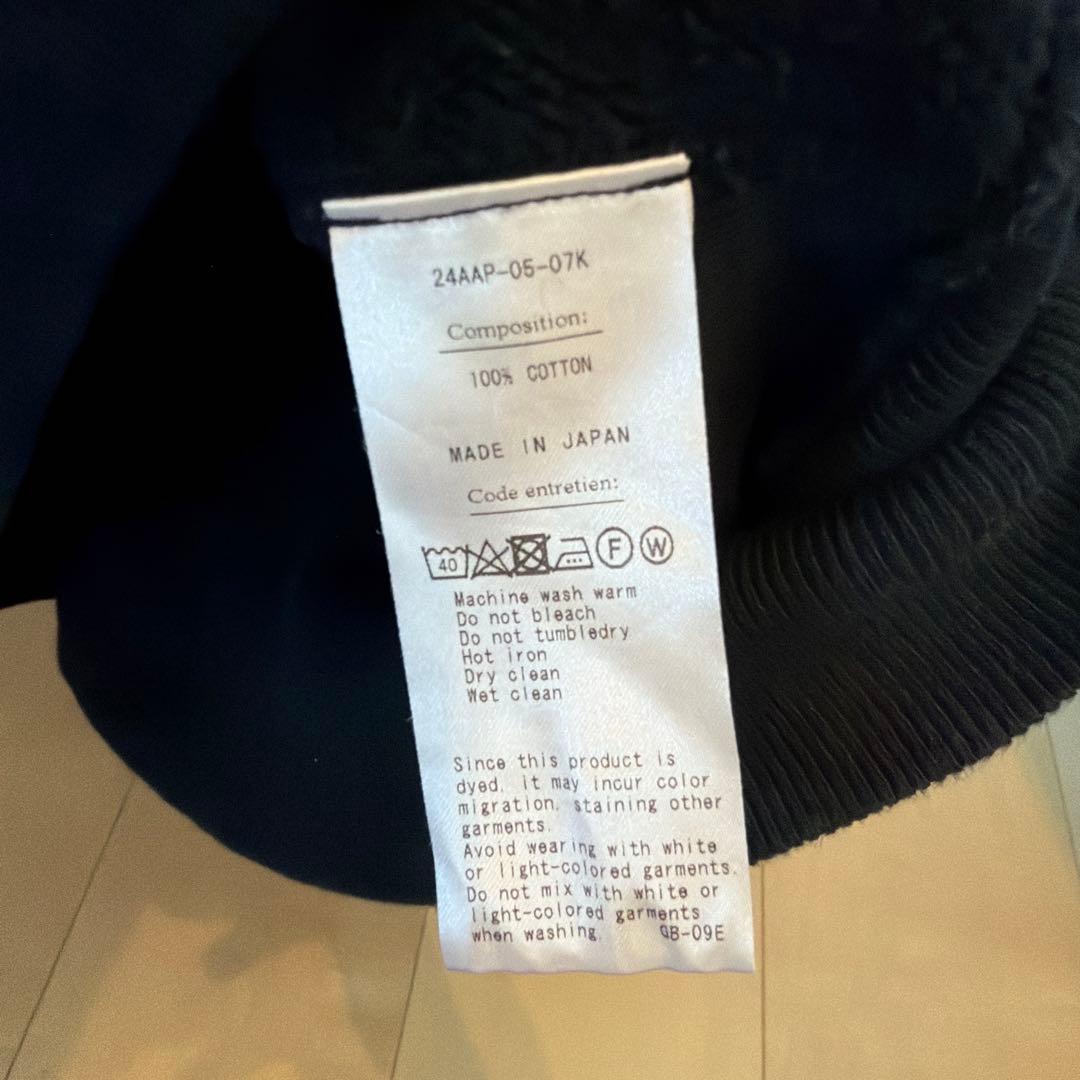 24AAP-05-07K
Composition:
100% COTTON
MADE IN JAPAN
Code entretien:
40 F W
Machine wash warm
Do not bleach
Do not tumbledry
Hot iron
Dry clean
Wet clean
Since this product is
dyed, it may incur color
migration, staining other
garments.
Avoid wearing with white
or light-colored garments.
Do not mix with white or
light-colored garments
when washing. GB-09E